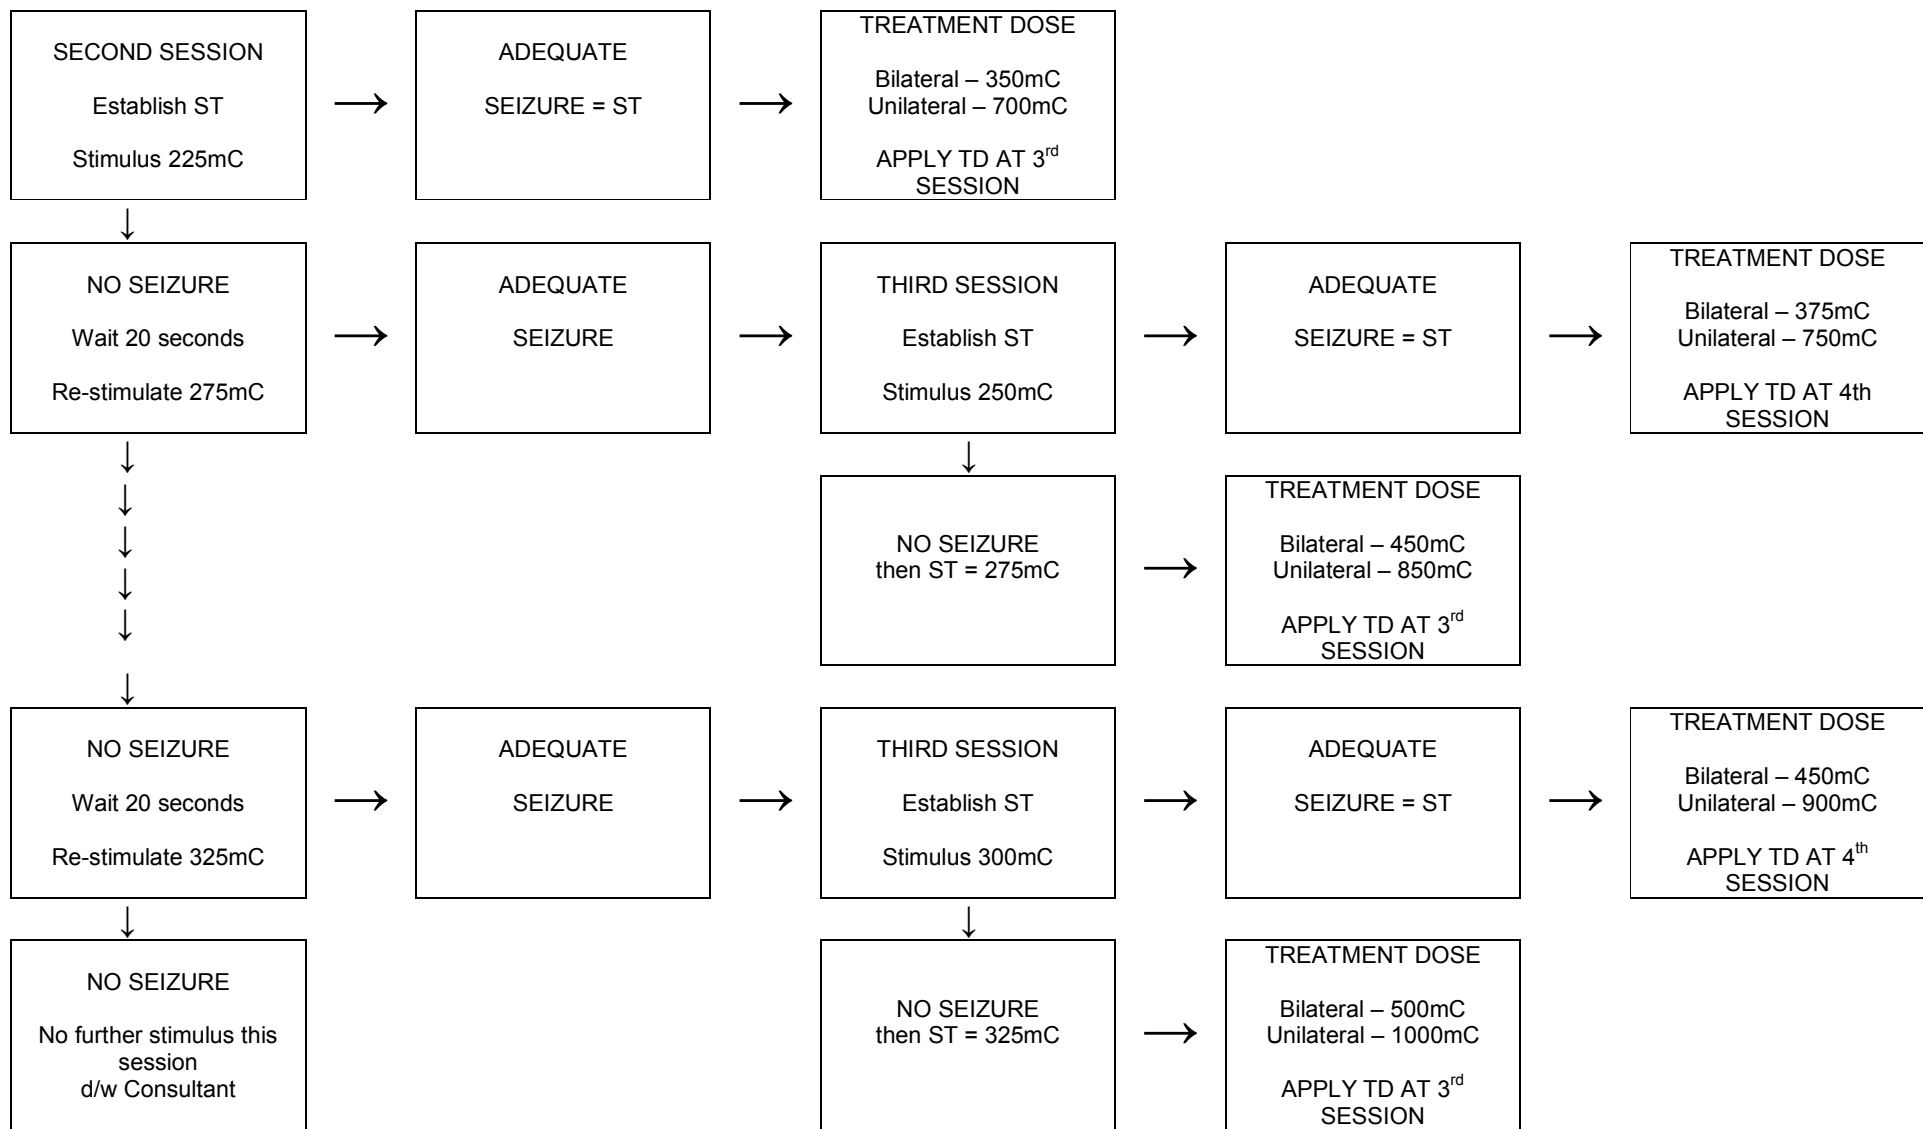 SECOND SESSION
Establish ST
Stimulus 225mC
→
ADEQUATE
SEIZURE = ST
→
TREATMENT DOSE
Bilateral – 350mC
Unilateral – 700mC
APPLY TD AT 3rd
SESSION
↓
NO SEIZURE
Wait 20 seconds
Re-stimulate 275mC
→
ADEQUATE
SEIZURE
→
THIRD SESSION
Establish ST
Stimulus 250mC
→
ADEQUATE
SEIZURE = ST
→
TREATMENT DOSE
Bilateral – 375mC
Unilateral – 750mC
APPLY TD AT 4th
SESSION
↓
↓
↓
↓
↓
↓
↓
NO SEIZURE
then ST = 275mC
→
TREATMENT DOSE
Bilateral – 450mC
Unilateral – 850mC
APPLY TD AT 3rd
SESSION
NO SEIZURE
Wait 20 seconds
Re-stimulate 325mC
→
ADEQUATE
SEIZURE
→
THIRD SESSION
Establish ST
Stimulus 300mC
→
ADEQUATE
SEIZURE = ST
→
TREATMENT DOSE
Bilateral – 450mC
Unilateral – 900mC
APPLY TD AT 4th
SESSION
↓
↓
NO SEIZURE
No further stimulus this
session
d/w Consultant
NO SEIZURE
then ST = 325mC
→
TREATMENT DOSE
Bilateral – 500mC
Unilateral – 1000mC
APPLY TD AT 3rd
SESSION